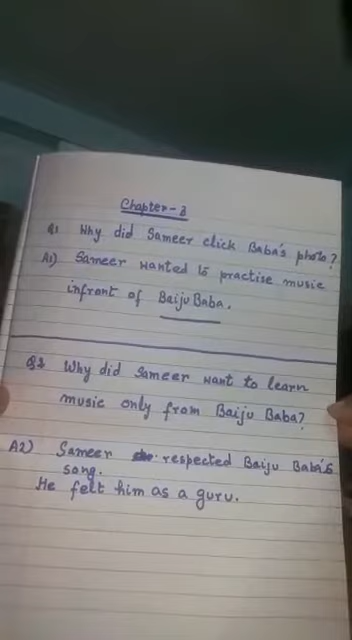 Chapter-3
Q1 Why did Sameer click Baba's photo?
A1) Sameer wanted to practise music
infront of Baiju Baba.
Q2 Why did Sameer want to learn
music only from Baiju Baba?
A2) Sameer respected Baiju Baba's
song.
He felt him as a guru.